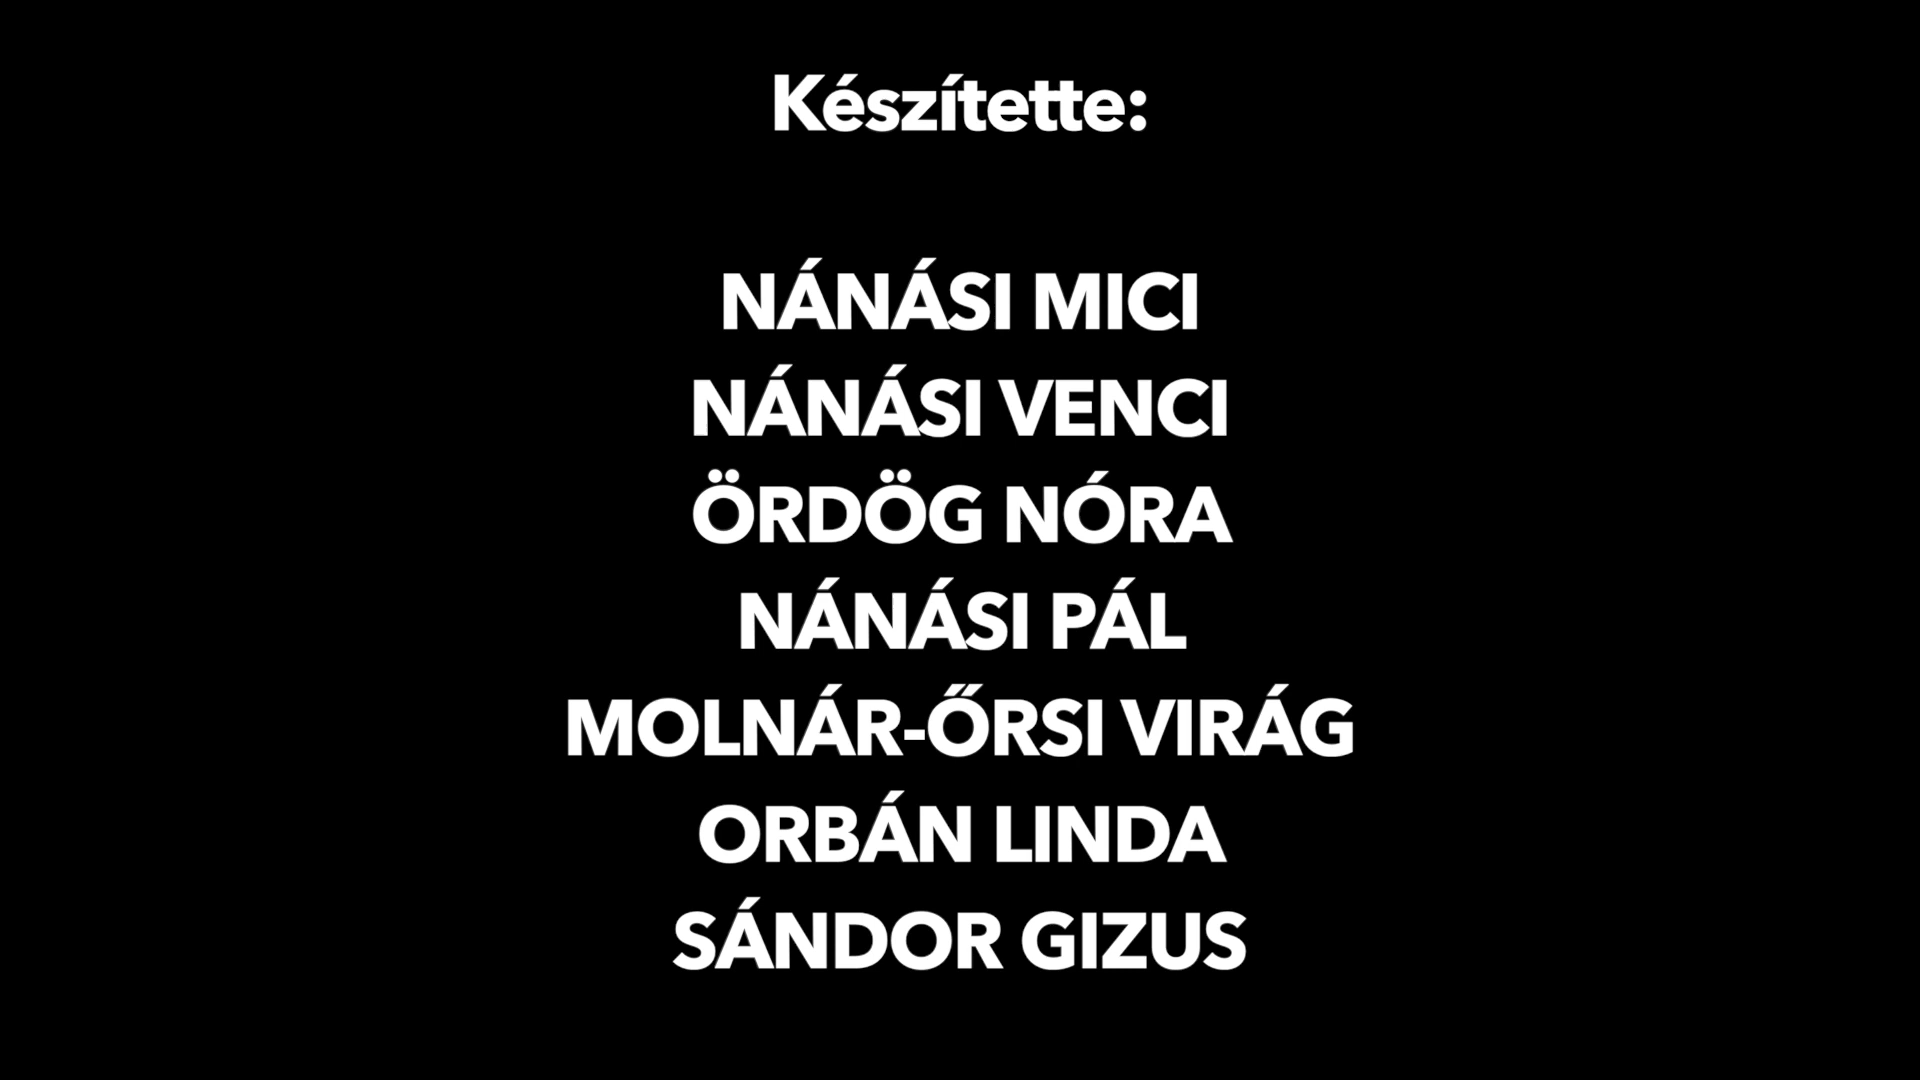 Készítette:
NÁNÁSI MICI
NÁNÁSI VENCI
ÖRDÖG NÓRA
NÁNÁSI PÁL
MOLNÁR-ŐRSI VIRÁG
ORBÁN LINDA
SÁNDOR GIZUS